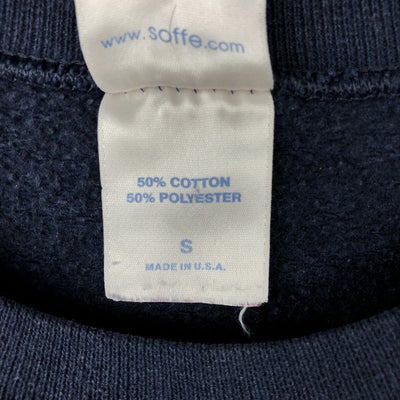 www.soffe.com
50% COTTON
50% POLYESTER
S
MADE IN U.S.A.